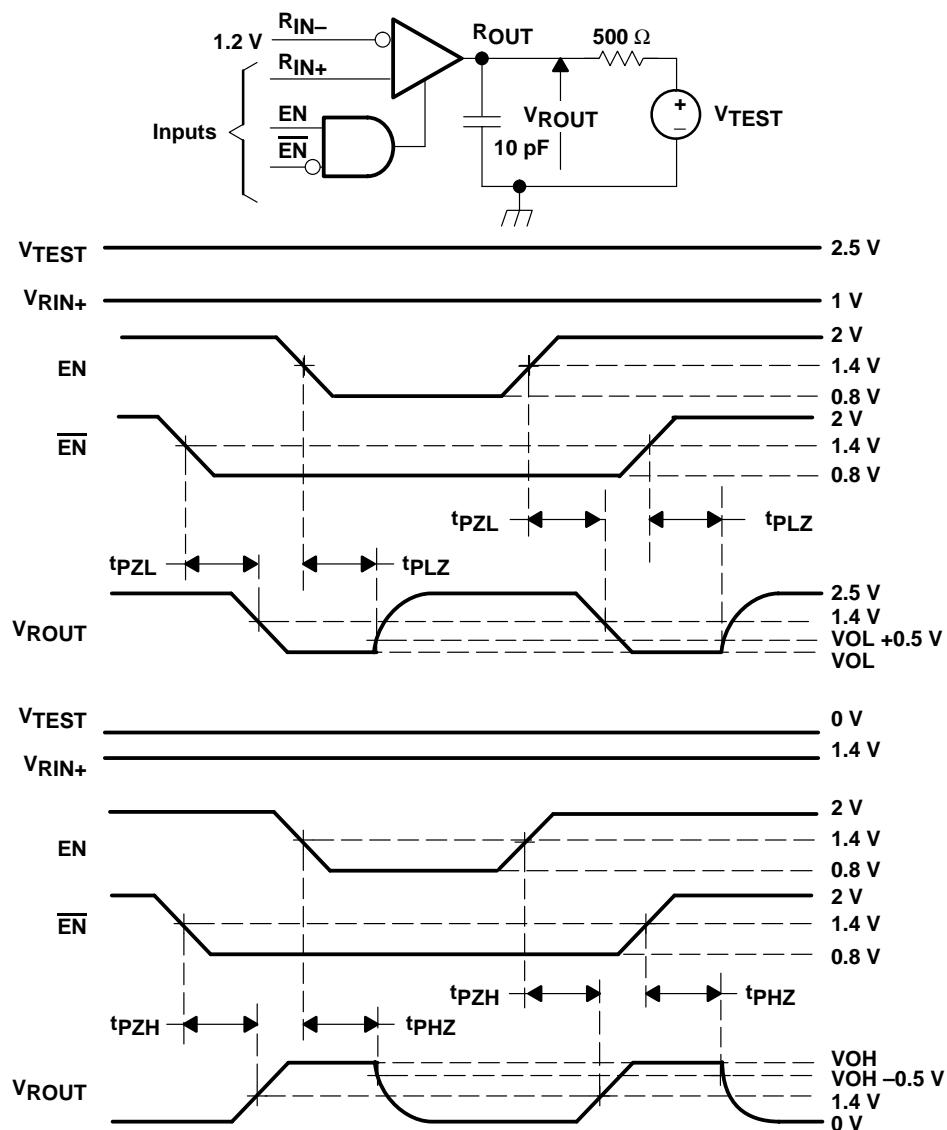 1.2 V
RIN–
RIN+
ROUT
500 Ω
Inputs
EN
EN
VROUT
10 pF
+
–
VTEST
VTEST
2.5 V
VRIN+
1 V
EN
2 V
1.4 V
0.8 V
EN
2 V
1.4 V
0.8 V
tPZL
tPLZ
tPZL
tPLZ
VROUT
2.5 V
1.4 V
VOL +0.5 V
VOL
VTEST
0 V
VRIN+
1.4 V
EN
2 V
1.4 V
0.8 V
EN
2 V
1.4 V
0.8 V
tPZH
tPHZ
tPZH
tPHZ
VROUT
VOH
VOH –0.5 V
1.4 V
0 V